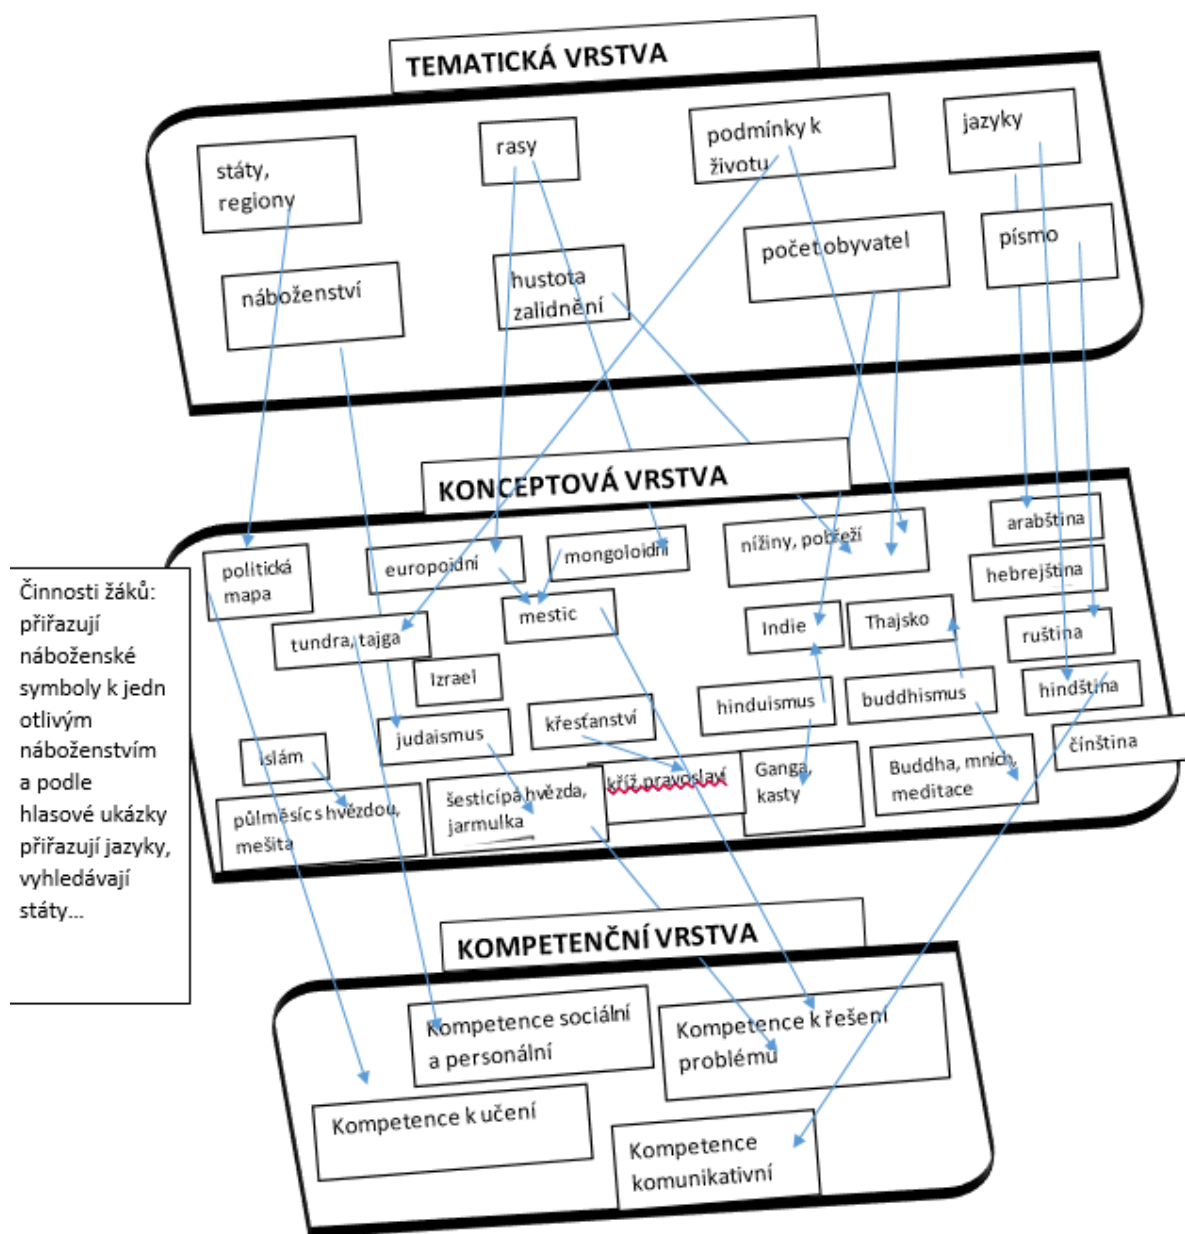 TEMATICKÁ VRSTVA
státy,
regiony
rasy
podmínky k
životu
jazyky
náboženství
hustota
zalidnění
počet obyvatel
písmo
KONCEPTOVÁ VRSTVA
politická
mapa
europoidní
mongoloidní
nížiny, pobřeží
arabština
hebrejština
tundra, tajga
mestic
Indie
Thajsko
ruština
Izrael
hinduismus
buddhismus
hindština
islám
judaismus
křesťanství
čínština
půlměsíc s hvězdou,
mešita
šesticípá hvězda,
jarmulka
kříž,pravoslaví
Ganga,
kasty
Buddha, mnich,
meditace
Činnosti žáků:
přiřazují
náboženské
symboly k jedn
otlivým
náboženstvím
a podle
hlasové ukázky
přiřazují jazyky,
vyhledávají
státy...
KOMPETENČNÍ VRSTVA
Kompetence sociální
a personální
Kompetence k řešení
problémů
Kompetence k učení
Kompetence
komunikativní